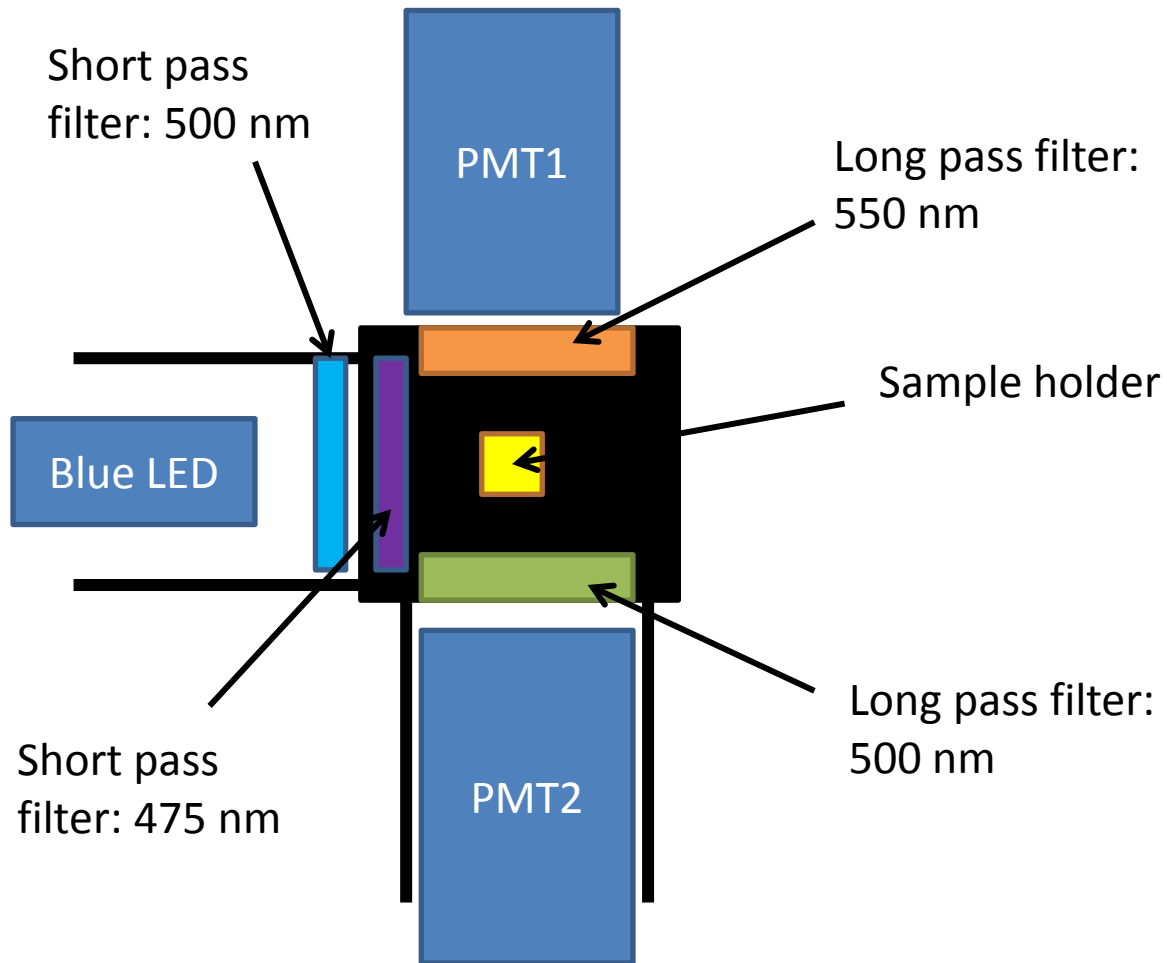 Short pass
filter: 500 nm
PMT1
Long pass filter:
550 nm
Sample holder
Blue LED
Long pass filter:
500 nm
Short pass
filter: 475 nm
PMT2